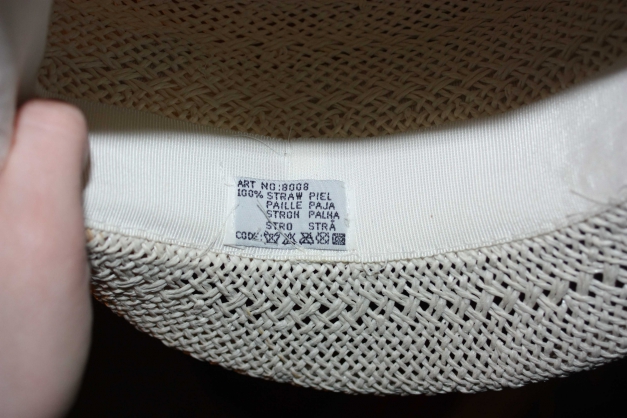 ART NO:8008
100% STRAW PIEL
PAILLE PAJA
STROH PALHA
STRO STRÅ
CODE: